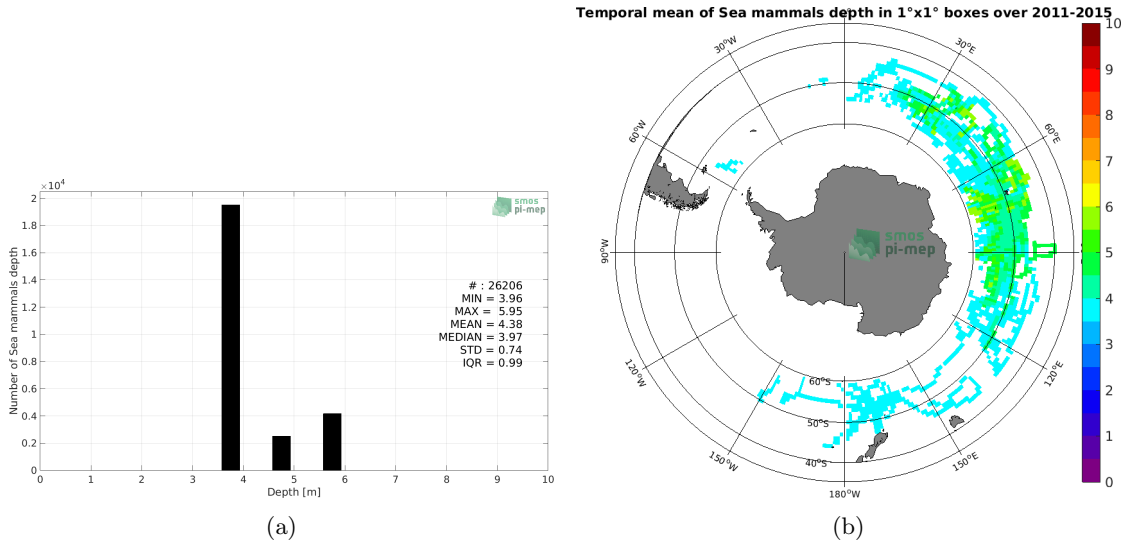 Temporal mean of Sea mammals depth in 1°x1° boxes over 2011-2015
×10⁴
2
1.8
1.6
1.4
1.2
1
0.8
0.6
0.4
0.2
0
Number of Sea mammals depth
0 1 2 3 4 5 6 7 8 9 10
Depth [m]
smos
pi-mep
# : 26206
MIN = 3.96
MAX = 5.95
MEAN = 4.38
MEDIAN = 3.97
STD = 0.74
IQR = 0.99
(a)
30°W
0°
30°E
60°W
60°E
90°W
smos
pi-mep
120°W
120°E
60°S
50°S
40°S
150°W
150°E
180°W
10
9
8
7
6
5
4
3
2
1
0
(b)